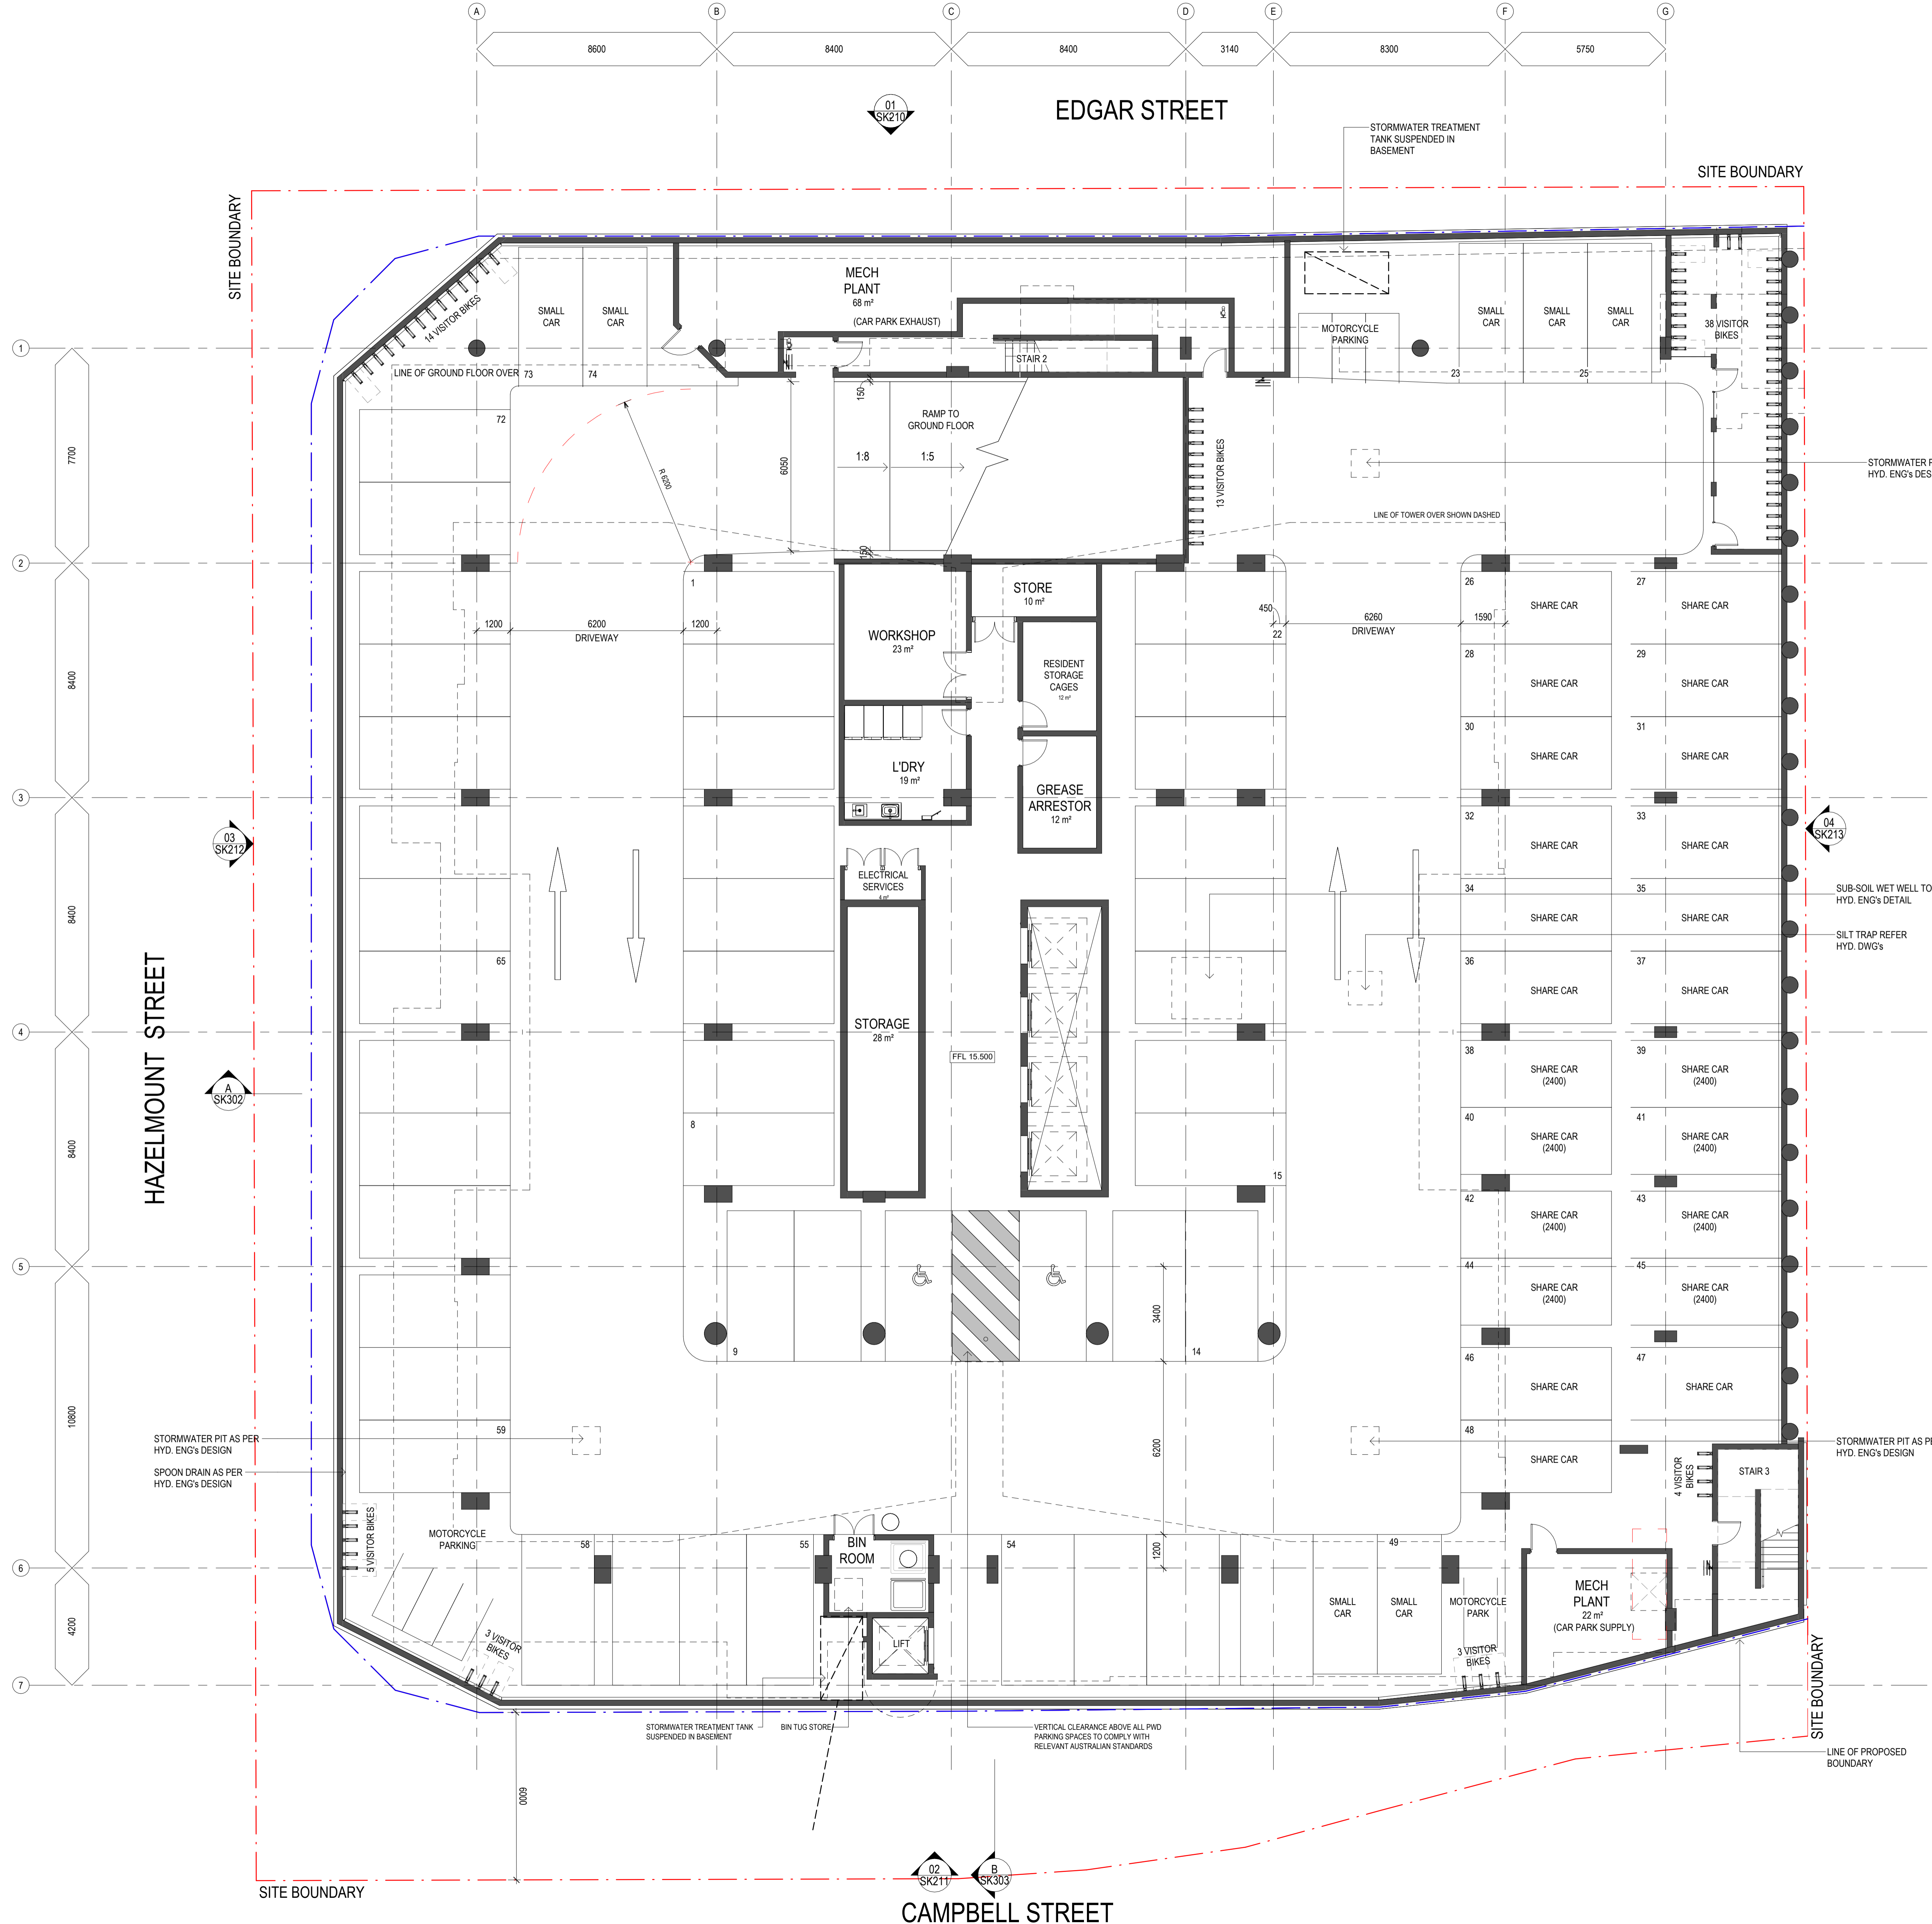 A
B
C
D
E
F
G
8600
8400
8400
3140
8300
5750
01
SK210
EDGAR STREET
STORMWATER TREATMENT
TANK SUSPENDED IN
BASEMENT
SITE BOUNDARY
SITE BOUNDARY
14 VISITOR BIKES
SMALL
CAR
SMALL
CAR
MECH
PLANT
68 m²
(CAR PARK EXHAUST)
STAIR 2
MOTORCYCLE
PARKING
SMALL
CAR
SMALL
CAR
SMALL
CAR
38 VISITOR
BIKES
1
LINE OF GROUND FLOOR OVER
73
74
23
25
72
150
RAMP TO
GROUND FLOOR
1:8
1:5
6050
R 6200
150
13 VISITOR BIKES
7700
STORMWATER
HYD. ENG's DES
LINE OF TOWER OVER SHOWN DASHED
2
1
STORE
10 m²
WORKSHOP
23 m²
RESIDENT
STORAGE
CAGES
12 m²
1200
6200
DRIVEWAY
1200
450
22
6260
DRIVEWAY
1590
26
SHARE CAR
27
SHARE CAR
28
SHARE CAR
29
SHARE CAR
30
SHARE CAR
31
SHARE CAR
8400
L'DRY
19 m²
GREASE
ARRESTOR
12 m²
3
32
SHARE CAR
33
SHARE CAR
03
SK212
04
SK213
ELECTRICAL
SERVICES
4 m²
34
SHARE CAR
35
SHARE CAR
SUB-SOIL WET WELL TO
HYD. ENG's DETAIL
8400
SILT TRAP REFER
HYD. DWG's
65
36
SHARE CAR
37
SHARE CAR
HAZELMOUNT STREET
STORAGE
28 m²
4
FFL 15.500
38
SHARE CAR
(2400)
39
SHARE CAR
(2400)
A
SK302
8
40
SHARE CAR
(2400)
41
SHARE CAR
(2400)
8400
15
42
SHARE CAR
(2400)
43
SHARE CAR
(2400)
5
44
SHARE CAR
(2400)
45
SHARE CAR
(2400)
3400
9
14
46
SHARE CAR
47
SHARE CAR
10800
59
6200
48
SHARE CAR
STORMWATER PIT AS PER
HYD. ENG's DESIGN
STORMWATER PIT AS P
HYD. ENG's DESIGN
SPOON DRAIN AS PER
HYD. ENG's DESIGN
4 VISITOR
BIKES
STAIR 3
5 VISITOR BIKES
MOTORCYCLE
PARKING
58
55
BIN
ROOM
54
1200
49
6
SMALL
CAR
SMALL
CAR
MOTORCYCLE
PARK
MECH
PLANT
22 m²
(CAR PARK SUPPLY)
4200
3 VISITOR
BIKES
LIFT
3 VISITOR
BIKES
7
SITE BOUNDARY
STORMWATER TREATMENT TANK
SUSPENDED IN BASEMENT
BIN TUG STORE
VERTICAL CLEARANCE ABOVE ALL PWD
PARKING SPACES TO COMPLY WITH
RELEVANT AUSTRALIAN STANDARDS
LINE OF PROPOSED
BOUNDARY
6000
02
SK211
B
SK303
SITE BOUNDARY
CAMPBELL STREET